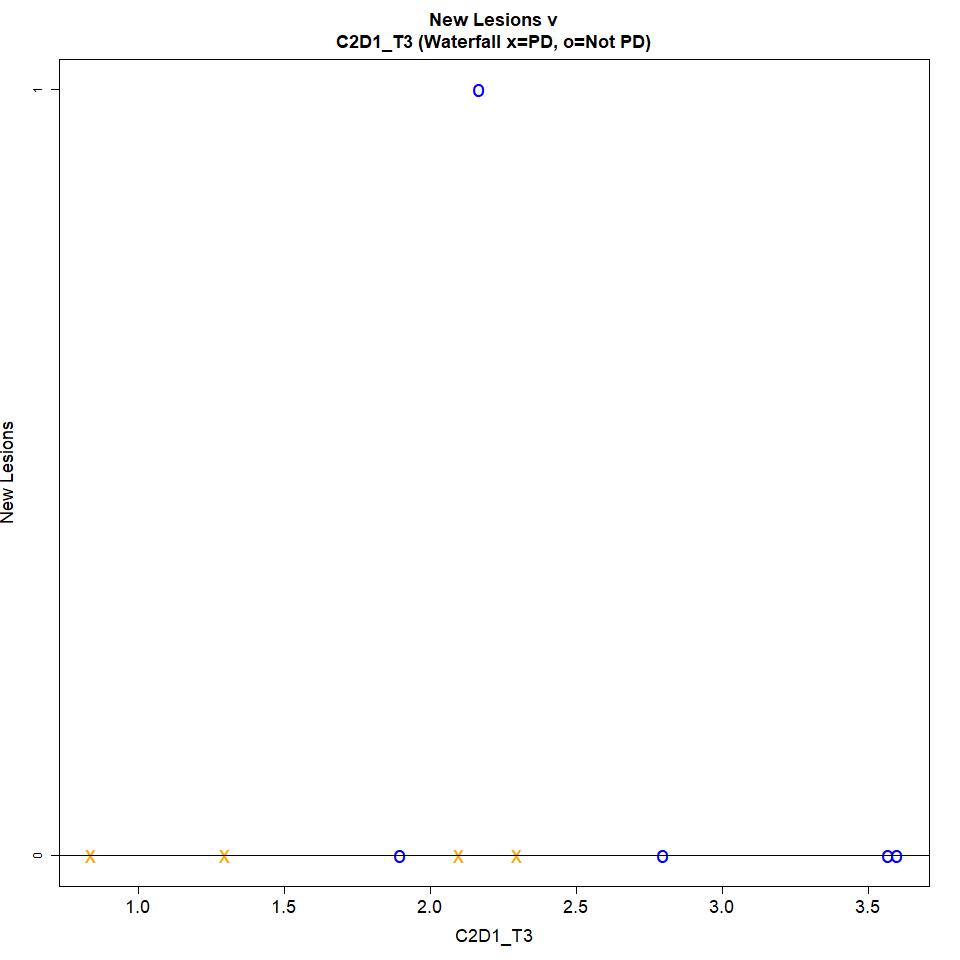 New Lesions v
C2D1_T3 (Waterfall x=PD, o=Not PD)
1
o
New Lesions
0
x x o x x o o o
1.0 1.5 2.0 2.5 3.0 3.5
C2D1_T3